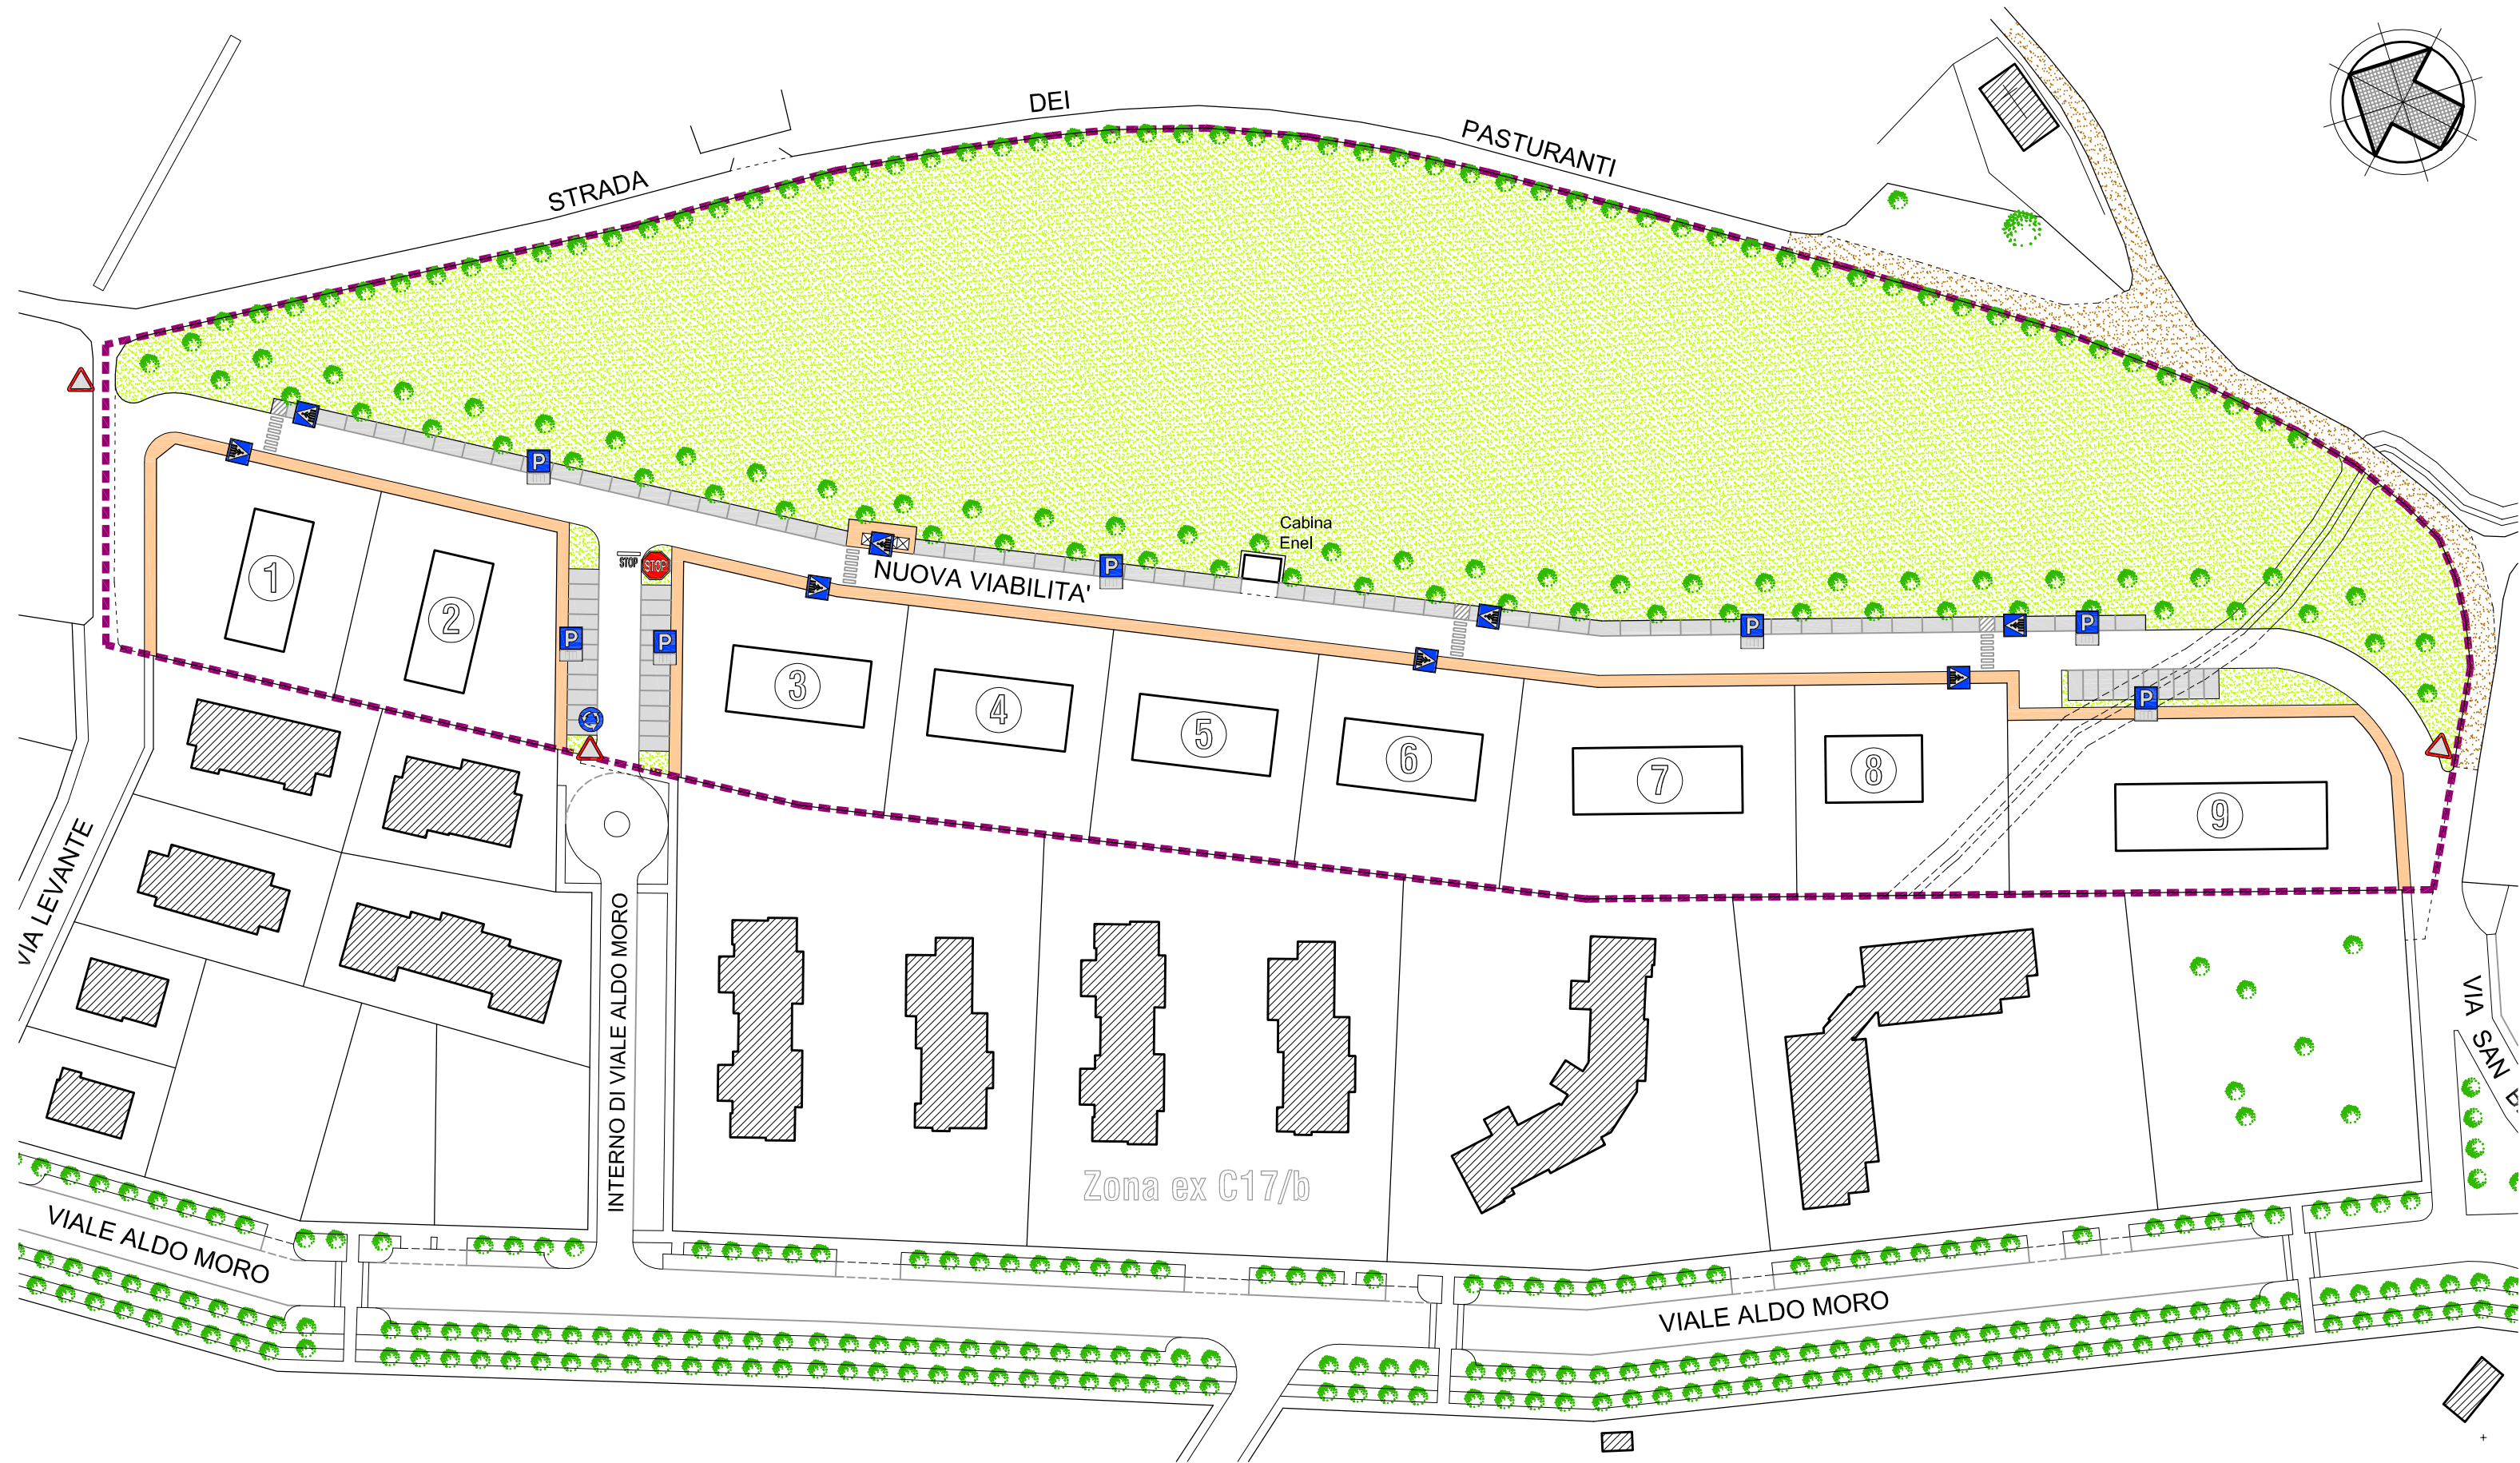 DEI
PASTURANTI
STRADA
P
Cabina
Enel
STOP
STOP
P
NUOVA VIABILITA'
1
2
P
P
P
P
P
3
4
5
6
7
8
9
VIA LEVANTE
INTERNO DI VIALE ALDO MORO
VIA SAN B
Zona ex C17/b
VIALE ALDO MORO
VIALE ALDO MORO